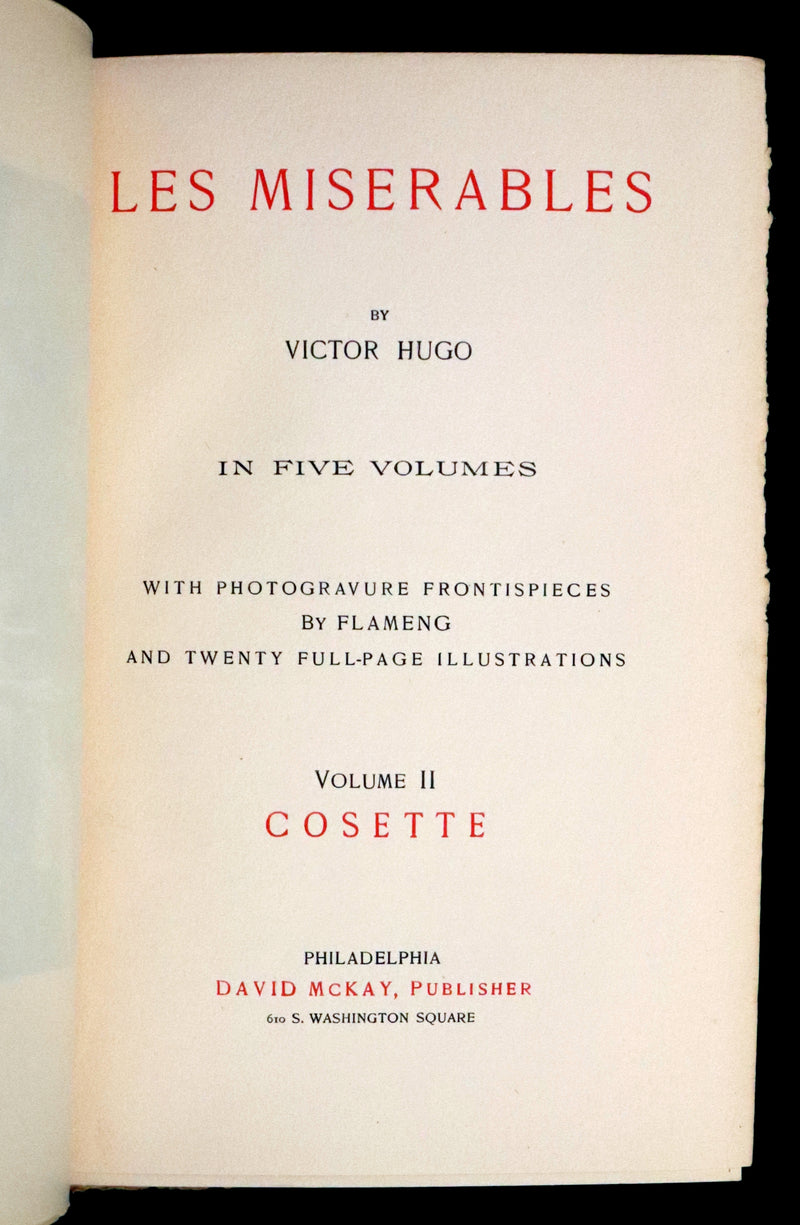 LES MISERABLES
BY
VICTOR HUGO
IN FIVE VOLUMES
WITH PHOTOGRAVURE FRONTISPIECES
BY FLAMENG
AND TWENTY FULL-PAGE ILLUSTRATIONS
VOLUME II
COSETTE
PHILADELPHIA
DAVID McKAY, PUBLISHER
610 S. WASHINGTON SQUARE